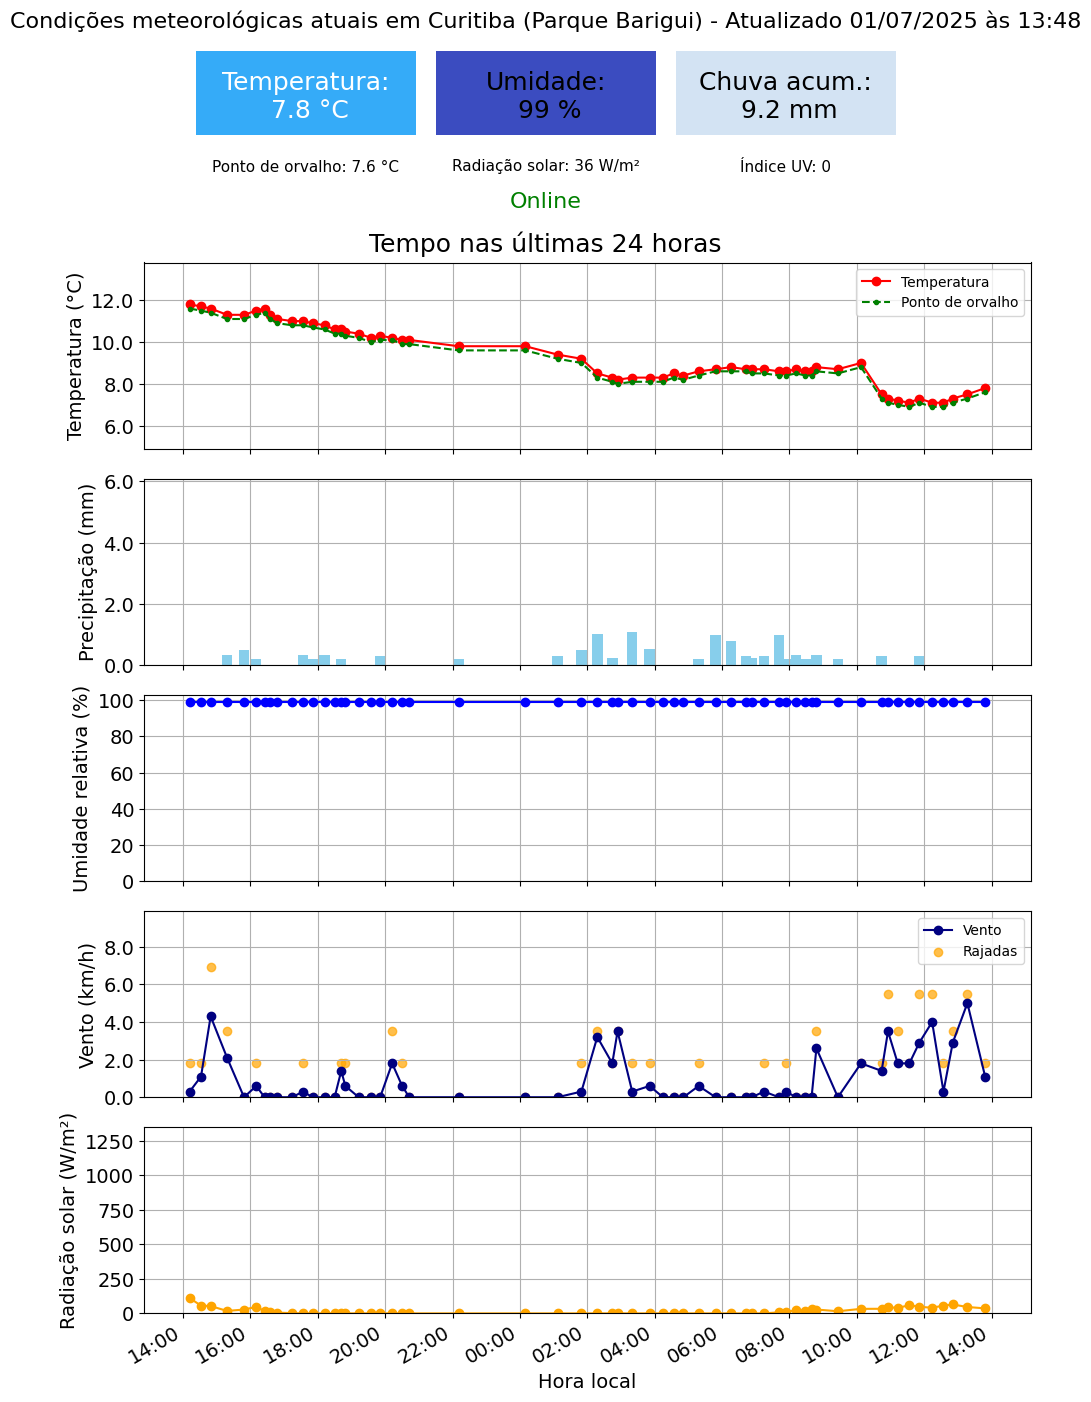 Condições meteorológicas atuais em Curitiba (Parque Barigui) - Atualizado 01/07/2025 às 13:48
Temperatura:
7.8 °C
Umidade:
99 %
Chuva acum.:
9.2 mm
Ponto de orvalho: 7.6 °C
Radiação solar: 36 W/m²
Índice UV: 0
Online
Tempo nas últimas 24 horas
Temperatura (°C)
12.0
10.0
8.0
6.0
Temperatura
Ponto de orvalho
Precipitação (mm)
6.0
4.0
2.0
0.0
Umidade relativa (%)
100
80
60
40
20
0
Vento (km/h)
8.0
6.0
4.0
2.0
0.0
Vento
Rajadas
Radiação solar (W/m²)
1250
1000
750
500
250
0
14:00
16:00
18:00
20:00
22:00
00:00
02:00
04:00
06:00
08:00
10:00
12:00
14:00
Hora local